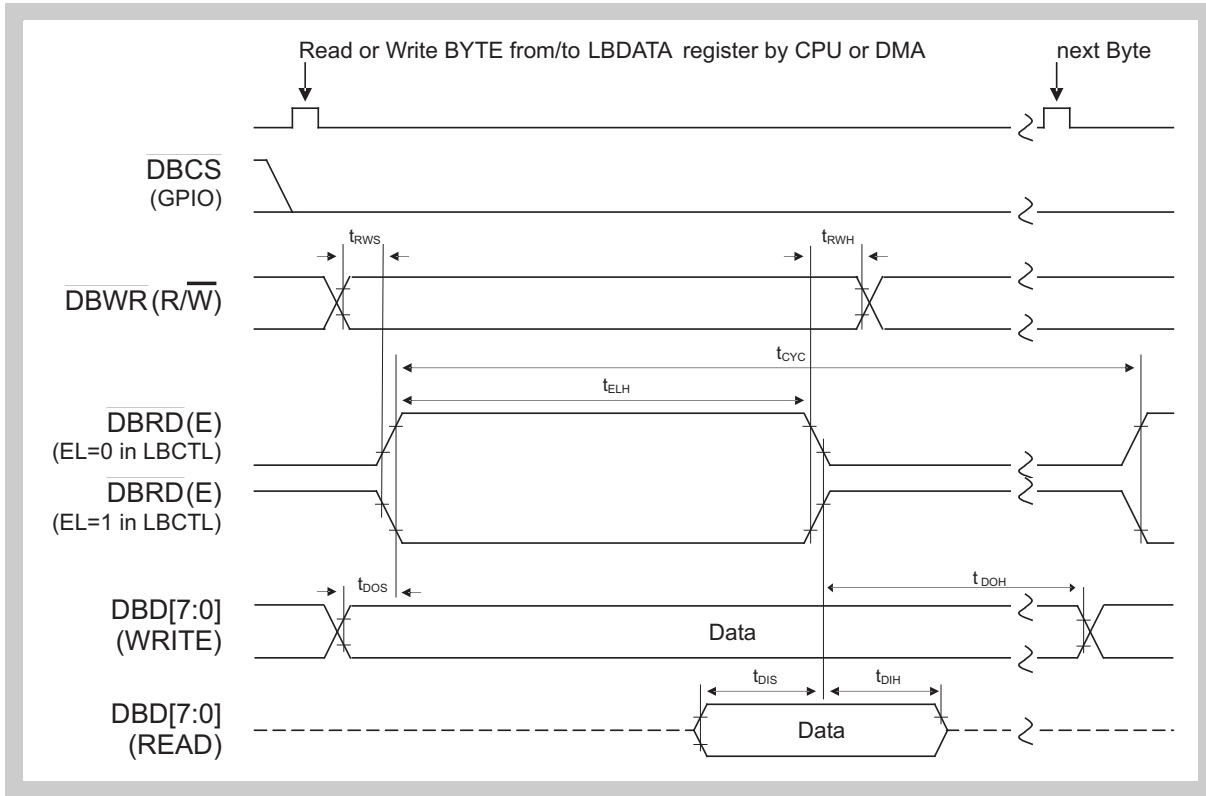 Read or Write BYTE from/to LBDATA register by CPU or DMA
next Byte
DBCS
(GPIO)
tRWS
tRWH
DBWR(R/W)
tCYC
tELH
DBRD(E)
(EL=0 in LBCTL)
DBRD(E)
(EL=1 in LBCTL)
tDOS
t DOH
DBD[7:0]
(WRITE)
Data
tDIS
tDIH
DBD[7:0]
(READ)
Data